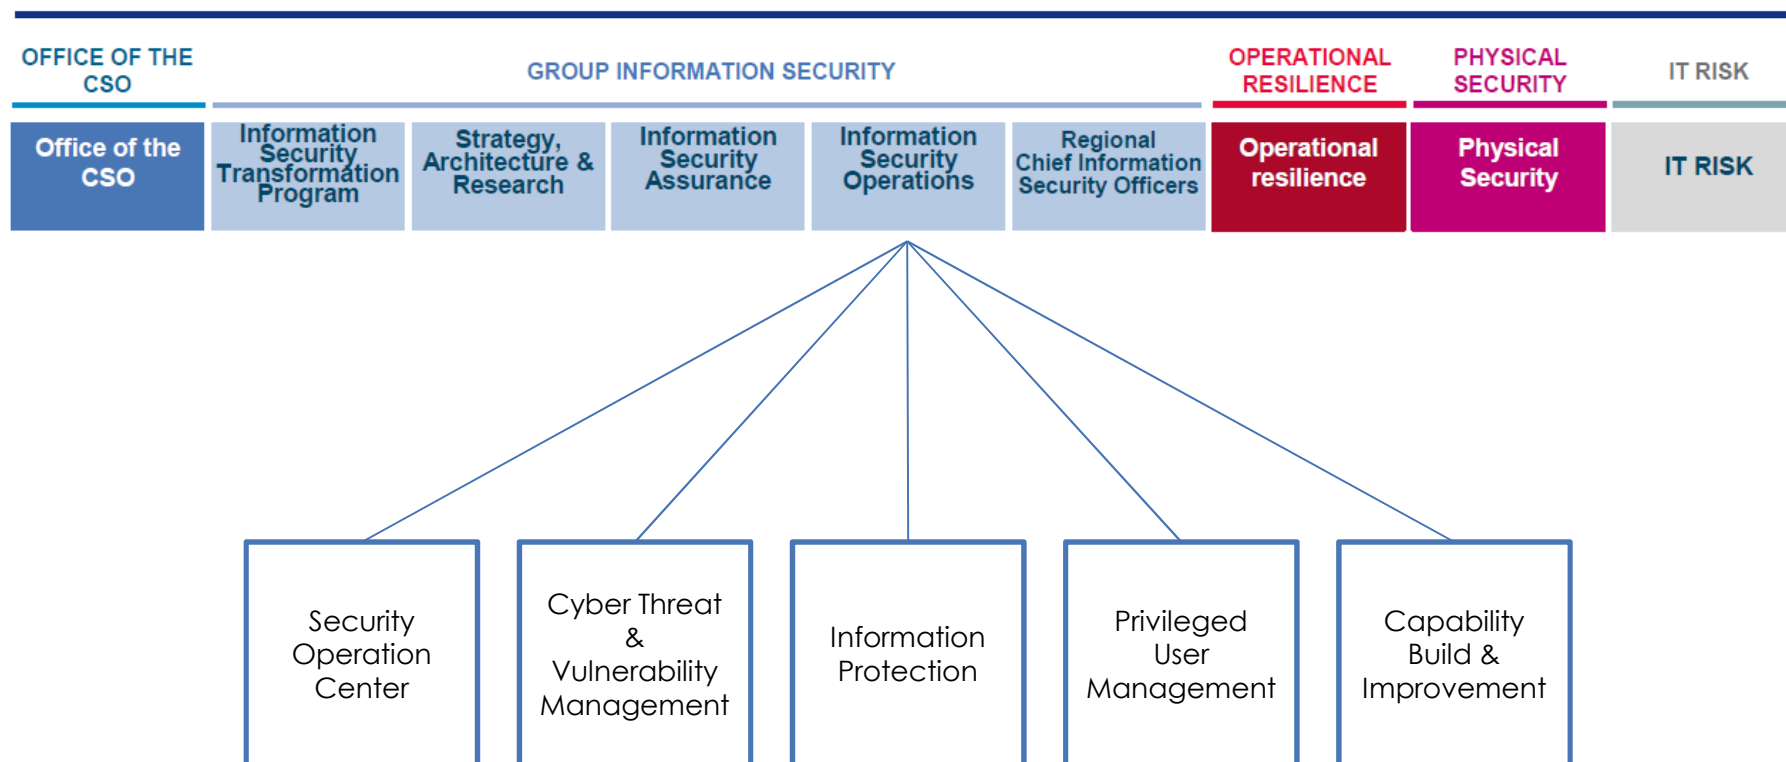 OFFICE OF THE
CSO
GROUP INFORMATION SECURITY
OPERATIONAL
RESILIENCE
PHYSICAL
SECURITY
IT RISK
Office of the
CSO
Information
Security
Transformation
Program
Strategy,
Architecture &
Research
Information
Security
Assurance
Information
Security
Operations
Regional
Chief Information
Security Officers
Operational
resilience
Physical
Security
IT RISK
Security
Operation
Center
Cyber Threat
&
Vulnerability
Management
Information
Protection
Privileged
User
Management
Capability
Build &
Improvement